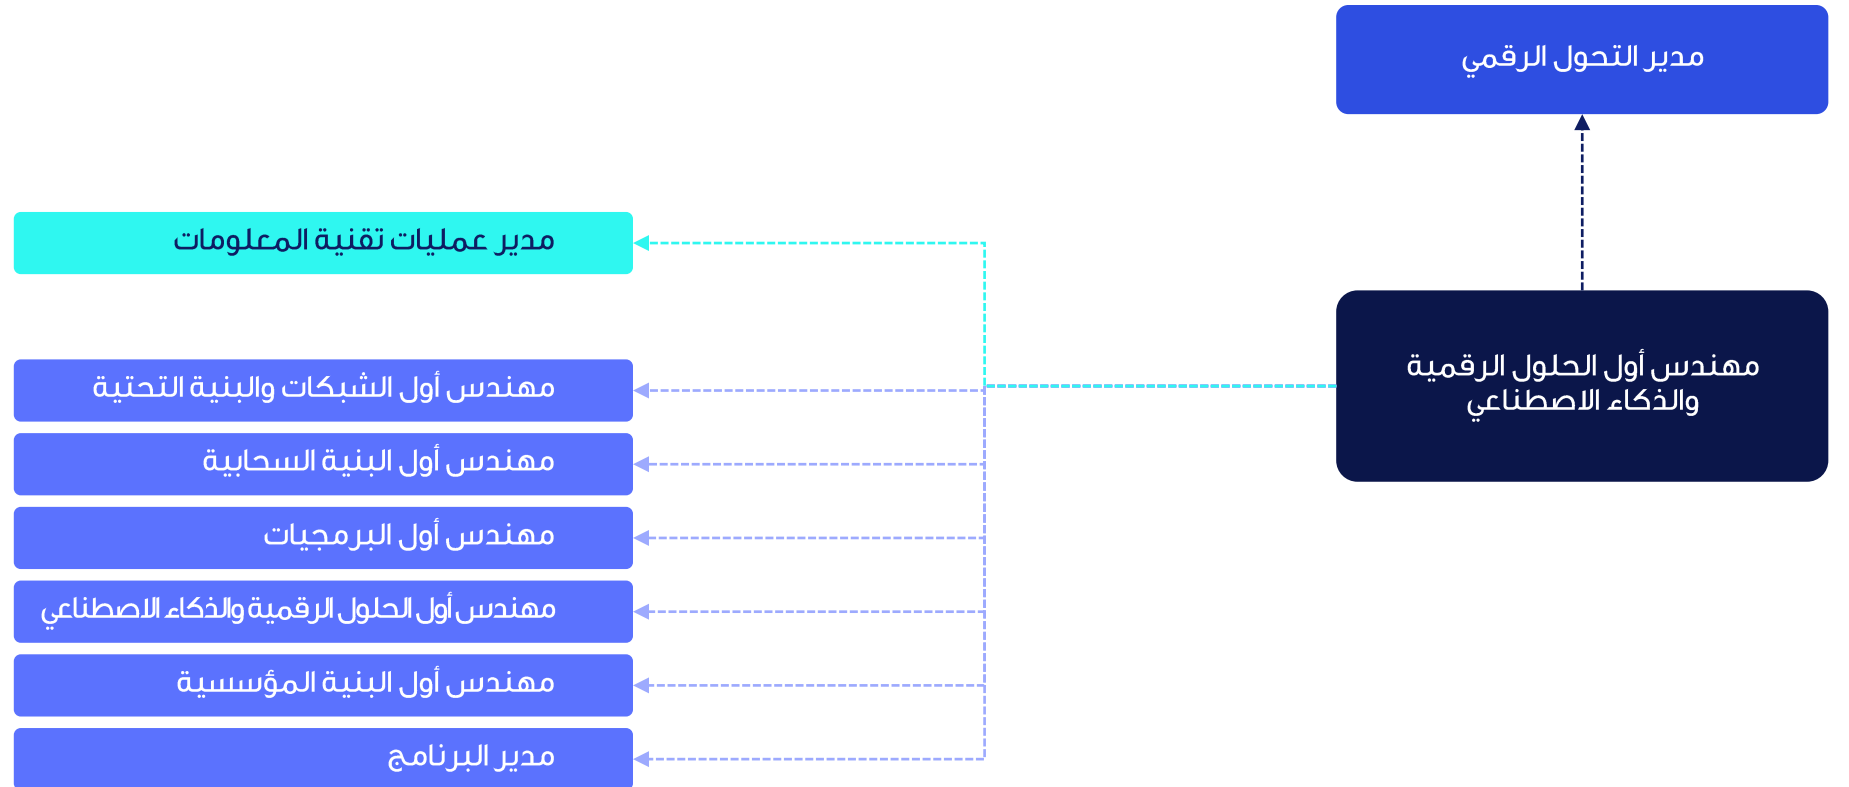 مدير التحول الرقمي
مهندس أول الحلول الرقمية
والذكاء الاصطناعي
مدير عمليات تقنية المعلومات
مهندس أول الشبكات والبنية التحتية
مهندس أول البنية السحابية
مهندس أول البرمجيات
مهندس أول الحلول الرقمية والذكاء الاصطناعي
مهندس أول البنية المؤسسية
مدير البرنامج